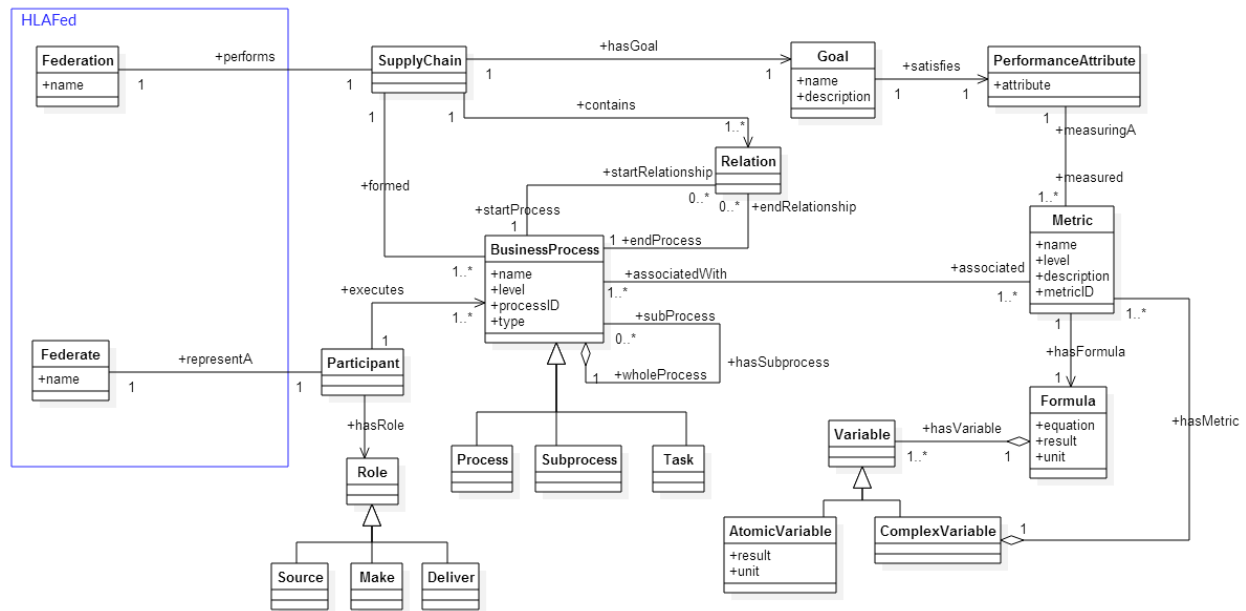 HLAFed
Federation
+name
+performs
1
1
SupplyChain
+hasGoal
1
1
Goal
+name
+description
+satisfies
1
1
PerformanceAttribute
+attribute
1
1
+contains
1..*
Relation
1
+measuringA
+measured
1..*
+formed
+startRelationship
0..*
0..*
+endRelationship
+startProcess
1
1
+endProcess
BusinessProcess
+name
+level
+processID
+type
1..*
+associatedWith
1..*
+associated
1..*
Metric
+name
+level
+description
+metricID
1..*
+executes
1..*
1
+subProcess
0..*
+hasSubprocess
+wholeProcess
1
1
+hasFormula
1
Federate
+name
+representA
1
1
Participant
+hasRole
Role
Process
Subprocess
Task
Variable
+hasVariable
1..*
1
Formula
+equation
+result
+unit
+hasMetric
Source
Make
Deliver
AtomicVariable
+result
+unit
ComplexVariable
1